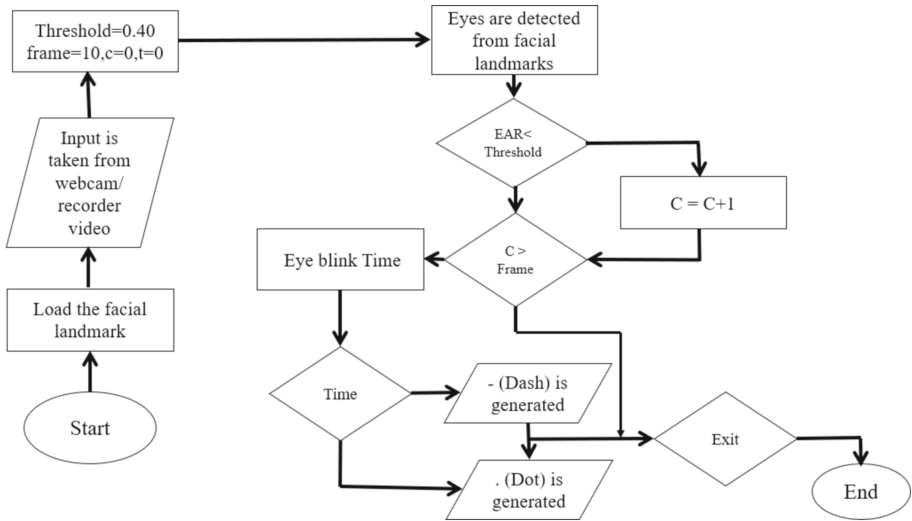 Threshold=0.40
frame=10,c=0,t=0
Eyes are detected
from facial
landmarks
Input is
taken from
webcam/
recorder
video
EAR<
Threshold
C = C+1
C >
Frame
Eye blink Time
Load the facial
landmark
Time
- (Dash) is
generated
Start
Exit
. (Dot) is
generated
End